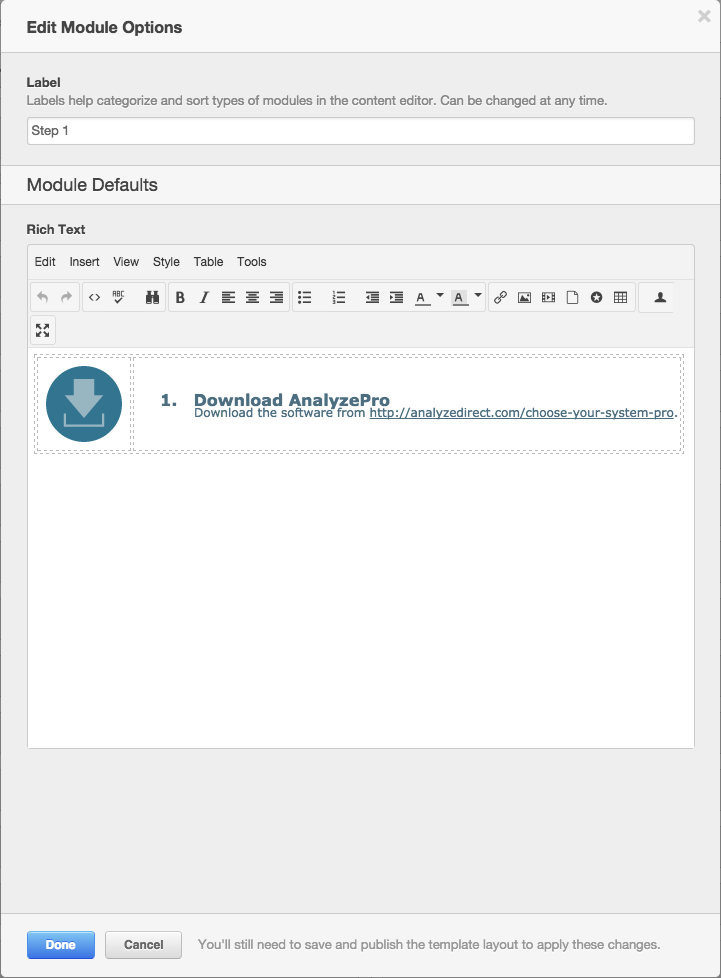 Edit Module Options
Label
Labels help categorize and sort types of modules in the content editor. Can be changed at any time.
Step 1
Module Defaults
Rich Text
Edit Insert View Style Table Tools
ABC B I A A
1. Download AnalyzePro
Download the software from http://analyzedirect.com/choose-your-system-pro.
Done Cancel You'll still need to save and publish the template layout to apply these changes.